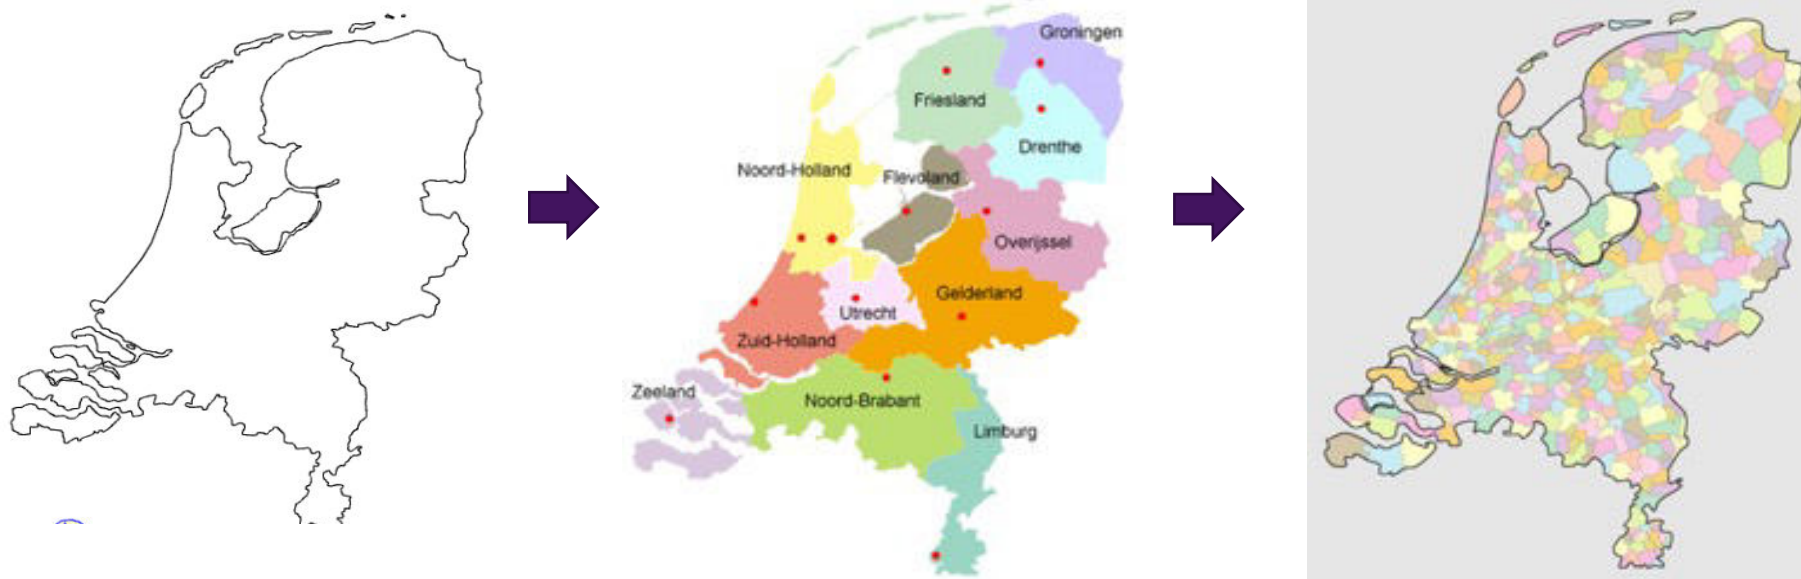 Groningen
Friesland
Drenthe
Noord-Holland
Flevoland
Overijssel
Gelderland
Utrecht
Zuid-Holland
Zeeland
Noord-Brabant
Limburg